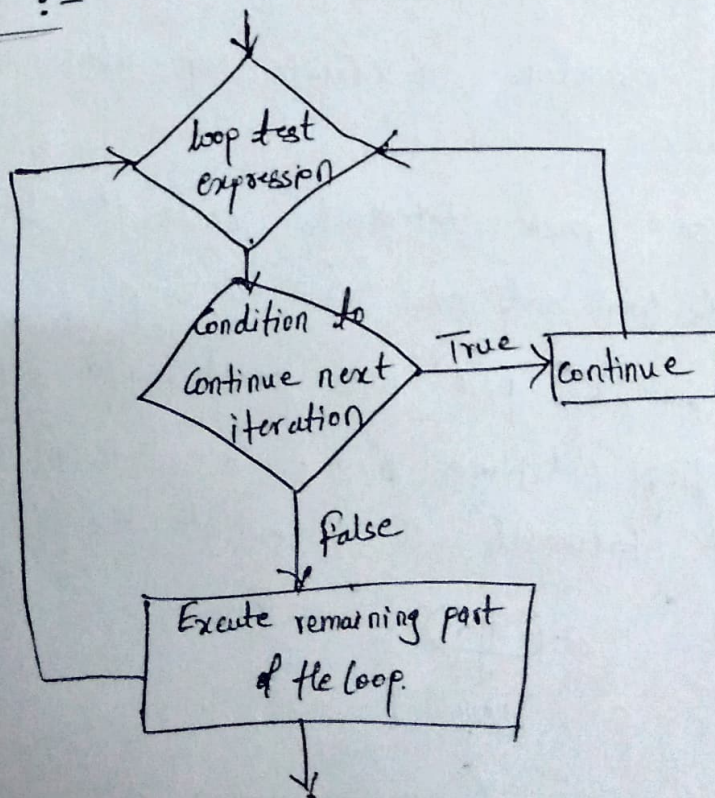 :-
loop test
expression
Condition to
Continue next
iteration
True
Continue
false
Execute remaining part
of the loop.